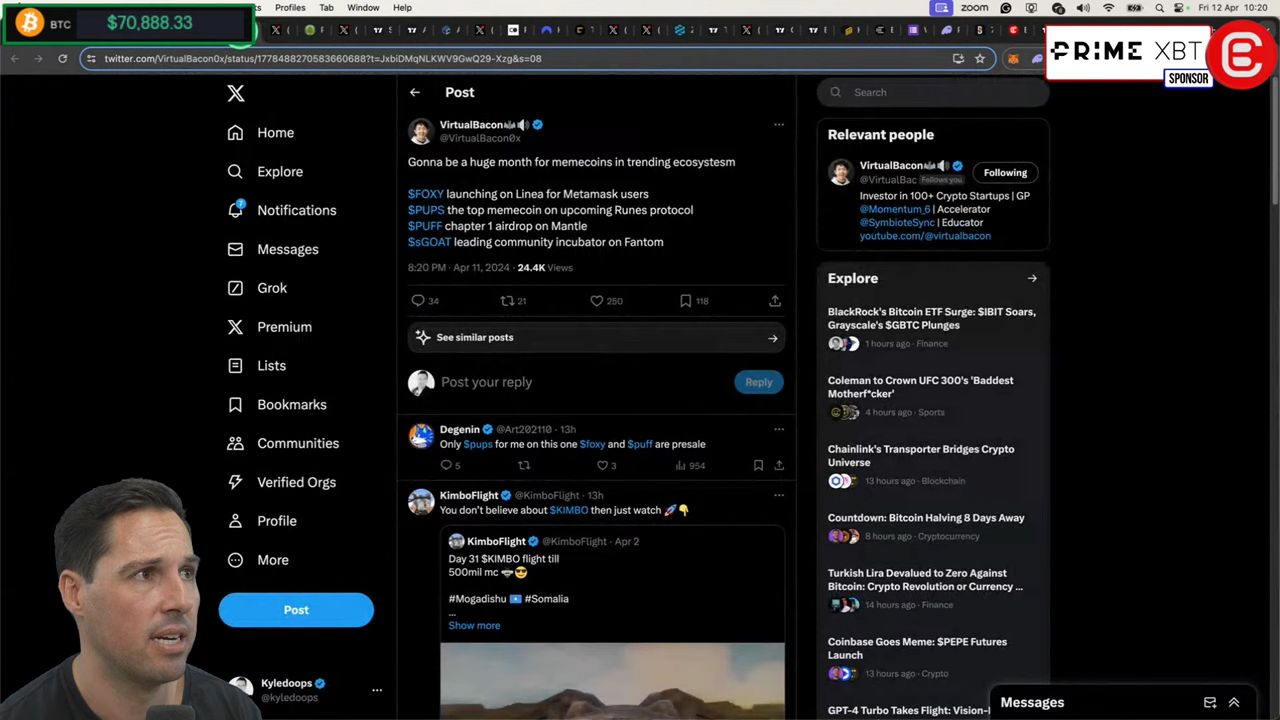 Profiles Tab Window Help
zoom Fri 12 Apr 10:20
BTC $70,888.33
twitter.com/VirtualBacon0x/status/1778488270583660688?t=JxbiDMqNLKWV9GwQ29-Xzg&s=08
PRIME XBT
SPONSOR
Home
Explore
Notifications
Messages
Grok
Premium
Lists
Bookmarks
Communities
Verified Orgs
Profile
More
Post
Kyledoops
@kyledoops
Post
VirtualBacon
@VirtualBacon0x
Gonna be a huge month for memecoins in trending ecosystesm
$FOXY launching on Linea for Metamask users
$PUPS the top memecoin on upcoming Runes protocol
$PUFF chapter 1 airdrop on Mantle
$sGOAT leading community incubator on Fantom
8:20 PM · Apr 11, 2024 · 24.4K Views
34 21 250 118
See similar posts
Post your reply
Reply
Degenin @Art202110 · 13h
Only $pups for me on this one $foxy and $puff are presale
5 3 954
KimboFlight @KimboFlight · 13h
You don't believe about $KIMBO then just watch 🚀👇
KimboFlight @KimboFlight · Apr 2
Day 31 $KIMBO flight till
500mil mc
#Mogadishu 🇸🇴 #Somalia
...
Show more
Search
Relevant people
VirtualBacon
@VirtualBac Follows you
Following
Investor in 100+ Crypto Startups | GP
@Momentum_6 | Accelerator
@SymbioteSync | Educator
youtube.com/@virtualbacon
Explore
BlackRock's Bitcoin ETF Surge: $IBIT Soars,
Grayscale's $GBTC Plunges
1 hours ago · Finance
Coleman to Crown UFC 300's 'Baddest
Motherf*cker'
4 hours ago · Sports
Chainlink's Transporter Bridges Crypto
Universe
13 hours ago · Blockchain
Countdown: Bitcoin Halving 8 Days Away
8 hours ago · Cryptocurrency
Turkish Lira Devalued to Zero Against
Bitcoin: Crypto Revolution or Currency ...
14 hours ago · Finance
Coinbase Goes Meme: $PEPE Futures
Launch
13 hours ago · Crypto
GPT-4 Turbo Takes Flight: Vision-
Messages